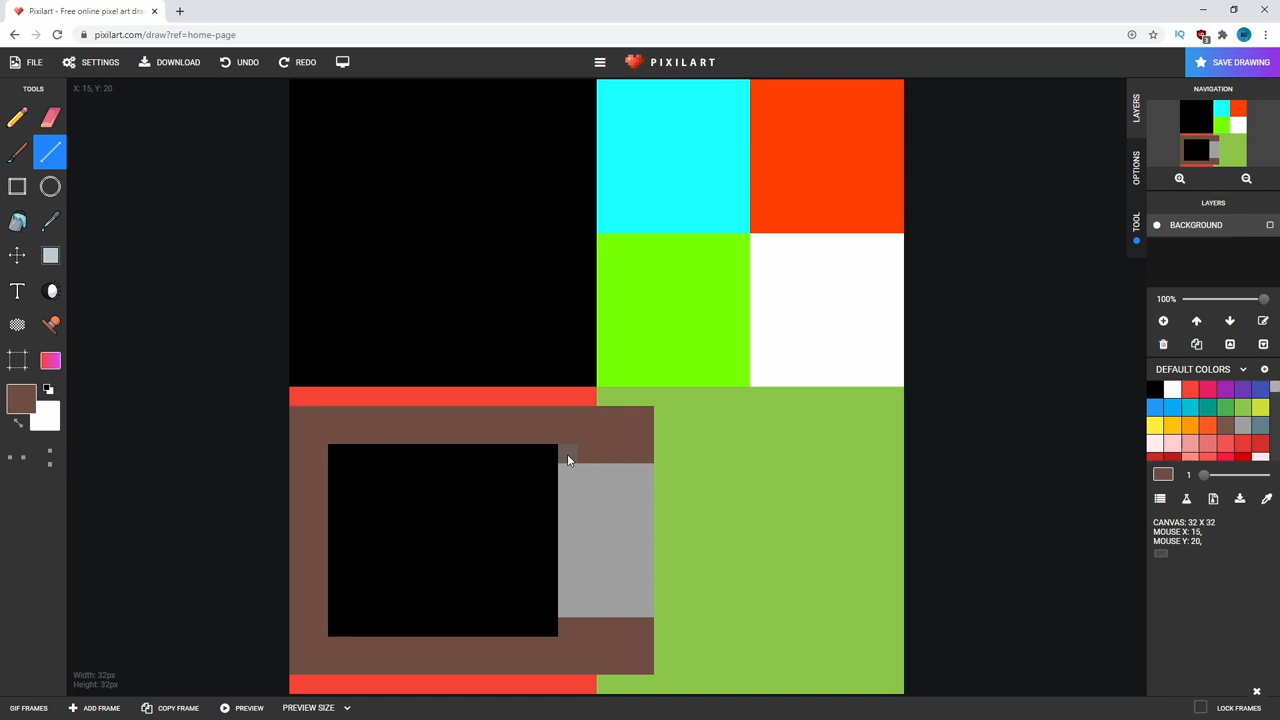 Pixilart - Free online pixel art dra
pixilart.com/draw?ref=home-page
IQ
3
FILE
SETTINGS
DOWNLOAD
UNDO
REDO
PIXILART
SAVE DRAWING
TOOLS
X: 15, Y: 20
LAYERS
OPTIONS
TOOL
NAVIGATION
LAYERS
BACKGROUND
100%
DEFAULT COLORS
1
CANVAS: 32 X 32
MOUSE X: 15,
MOUSE Y: 20,
T
Width: 32px
Height: 32px
GIF FRAMES
ADD FRAME
COPY FRAME
PREVIEW
PREVIEW SIZE
LOCK FRAMES